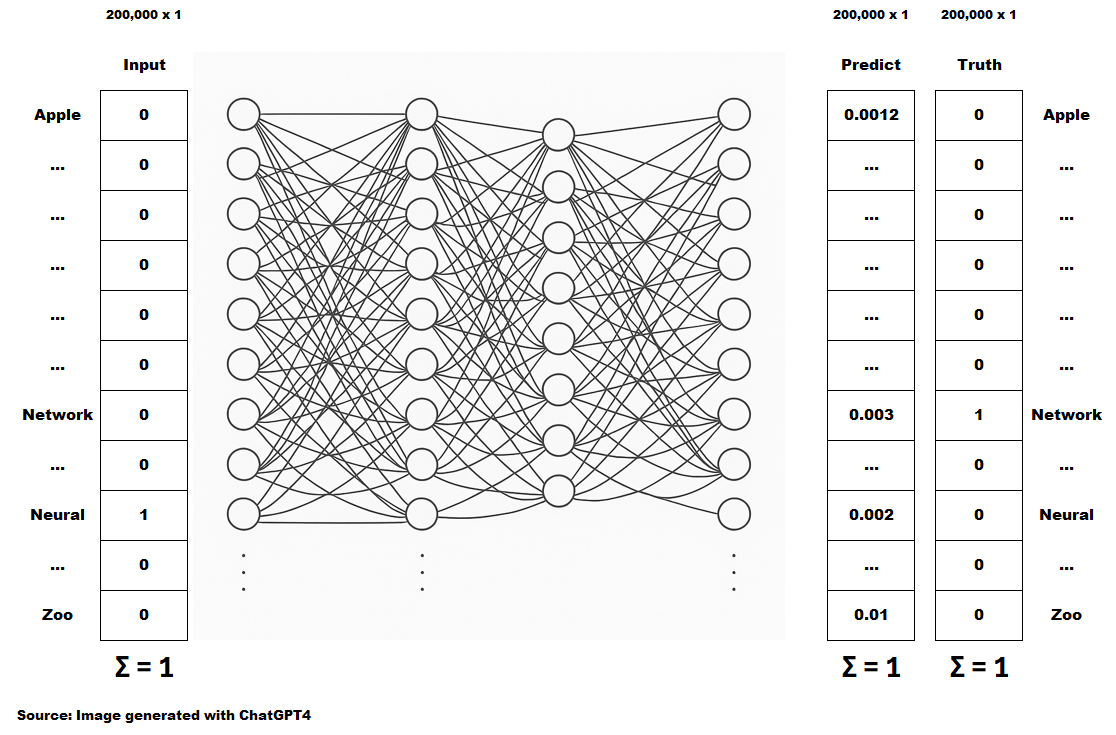 200,000 x 1 200,000 x 1 200,000 x 1
Input Predict Truth
Apple 0 0.0012 0 Apple
... 0 ... 0 ...
... 0 ... 0 ...
... 0 ... 0 ...
... 0 ... 0 ...
... 0 ... 0 ...
Network 0 0.003 1 Network
... 0 ... 0 ...
Neural 1 0.002 0 Neural
... 0 ... 0 ...
Zoo 0 0.01 0 Zoo
Σ = 1 Σ = 1 Σ = 1
Source: Image generated with ChatGPT4